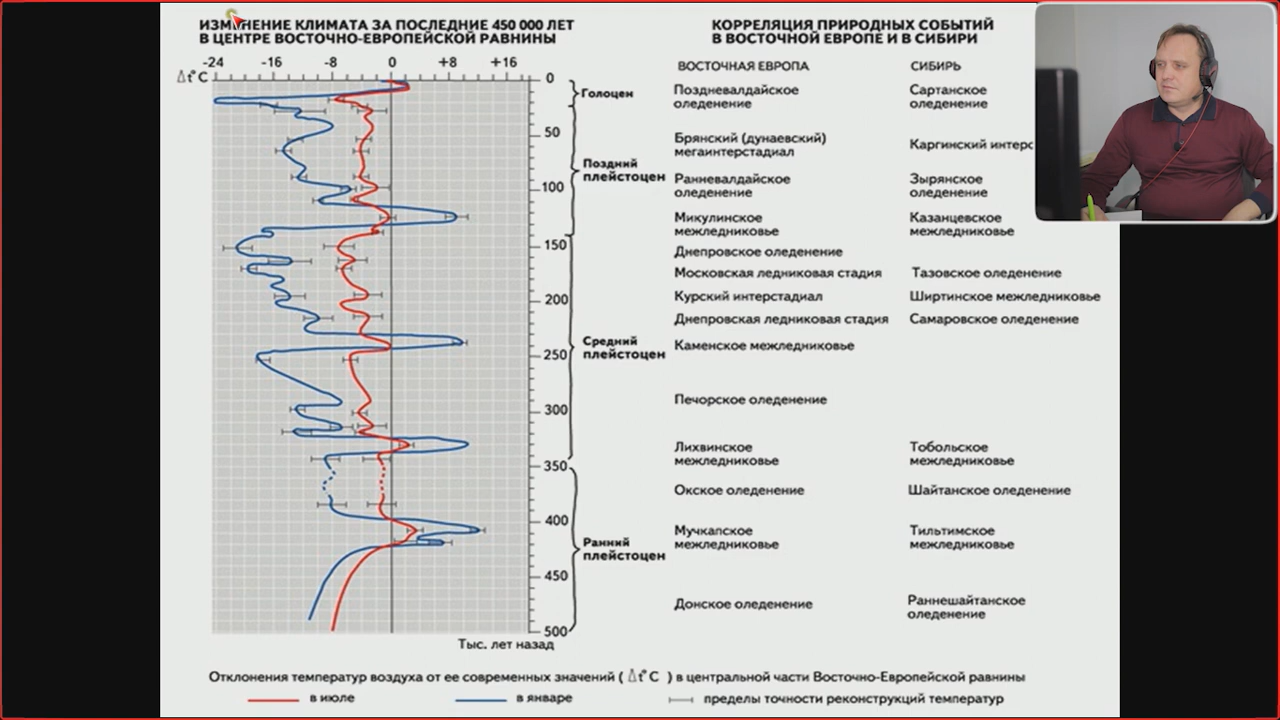 ИЗМЕНЕНИЕ КЛИМАТА ЗА ПОСЛЕДНИЕ 450 000 ЛЕТ
В ЦЕНТРЕ ВОСТОЧНО-ЕВРОПЕЙСКОЙ РАВНИНЫ
-24 -16 -8 0 +8 +16
Δt°C
0
50
100
150
200
250
300
350
400
450
500
Тыс. лет назад
Голоцен
Поздний
плейстоцен
Средний
плейстоцен
Ранний
плейстоцен
КОРРЕЛЯЦИЯ ПРИРОДНЫХ СОБЫТИЙ
В ВОСТОЧНОЙ ЕВРОПЕ И В СИБИРИ
ВОСТОЧНАЯ ЕВРОПА СИБИРЬ
Поздневалдайское Сартанское
оледенение оледенение
Брянский (дунаевский)
мегаинтерстадиал Каргинский интерс
Ранневалдайское Зырянское
оледенение оледенение
Микулинское Казанцевское
межледниковье межледниковье
Днепровское оледенение
Московская ледниковая стадия Тазовское оледенение
Курский интерстадиал Ширтинское межледниковье
Днепровская ледниковая стадия Самаровское оледенение
Каменское межледниковье
Печорское оледенение
Лихвинское Тобольское
межледниковье межледниковье
Окское оледенение Шайтанское оледенение
Мучкапское Тильтимское
межледниковье межледниковье
Донское оледенение Раннешайтанское
оледенение
Отклонения температур воздуха от ее современных значений ( Δt°C ) в центральной части Восточно-Европейской равнины
в июле в январе пределы точности реконструкций температур